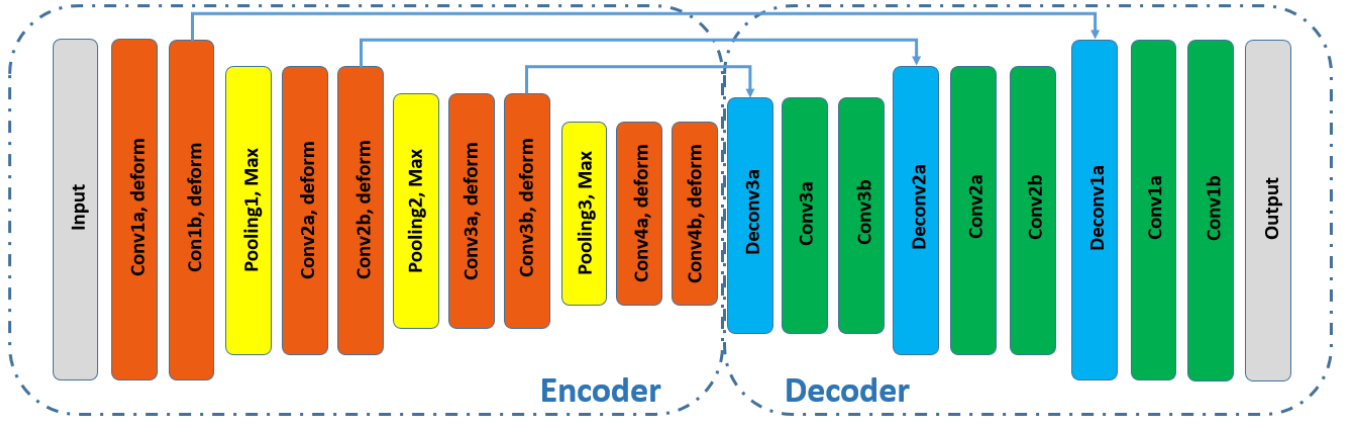 Input
Conv1a, deform
Con1b, deform
Pooling1, Max
Conv2a, deform
Conv2b, deform
Pooling2, Max
Conv3a, deform
Conv3b, deform
Pooling3, Max
Conv4a, deform
Conv4b, deform
Deconv3a
Conv3a
Conv3b
Deconv2a
Conv2a
Conv2b
Deconv1a
Conv1a
Conv1b
Output
Encoder
Decoder